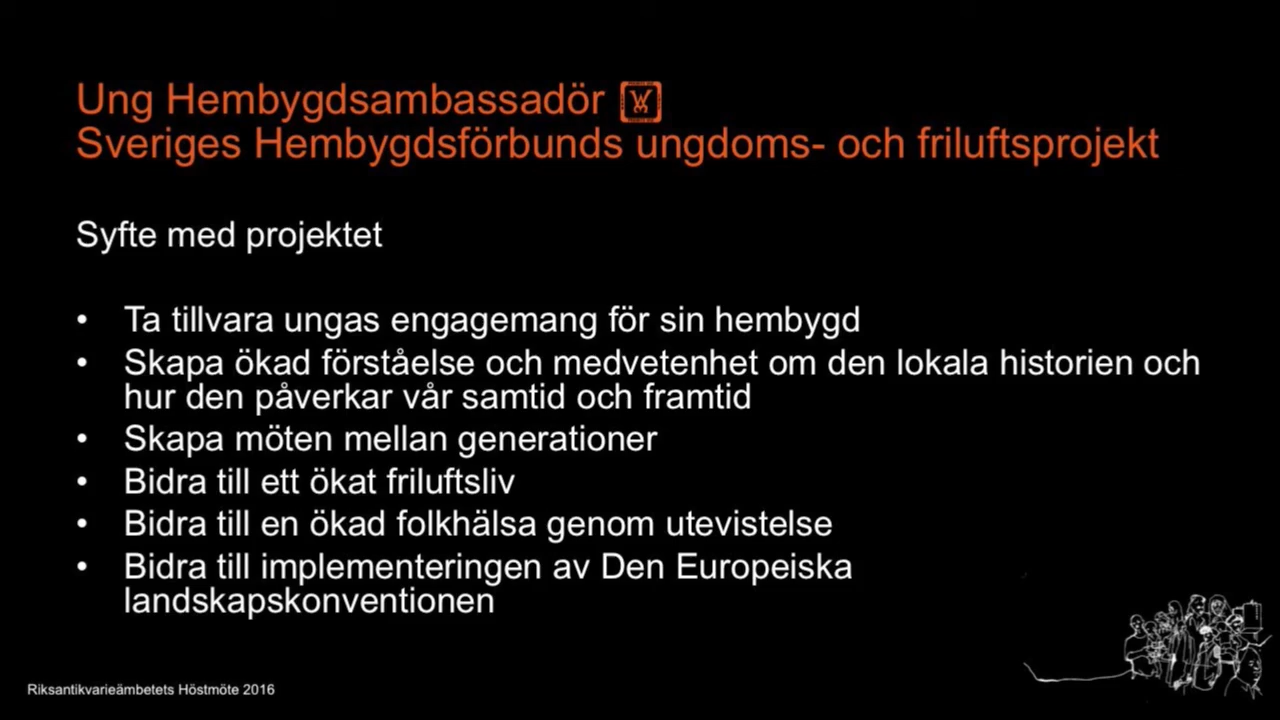 Ung Hembygdsambassadör
Sveriges Hembygdsförbunds ungdoms- och friluftsprojekt
Syfte med projektet
• Ta tillvara ungas engagemang för sin hembygd
• Skapa ökad förståelse och medvetenhet om den lokala historien och
hur den påverkar vår samtid och framtid
• Skapa möten mellan generationer
• Bidra till ett ökat friluftsliv
• Bidra till en ökad folkhälsa genom utevistelse
• Bidra till implementeringen av Den Europeiska
landskapskonventionen
Riksantikvarieämbetets Höstmöte 2016